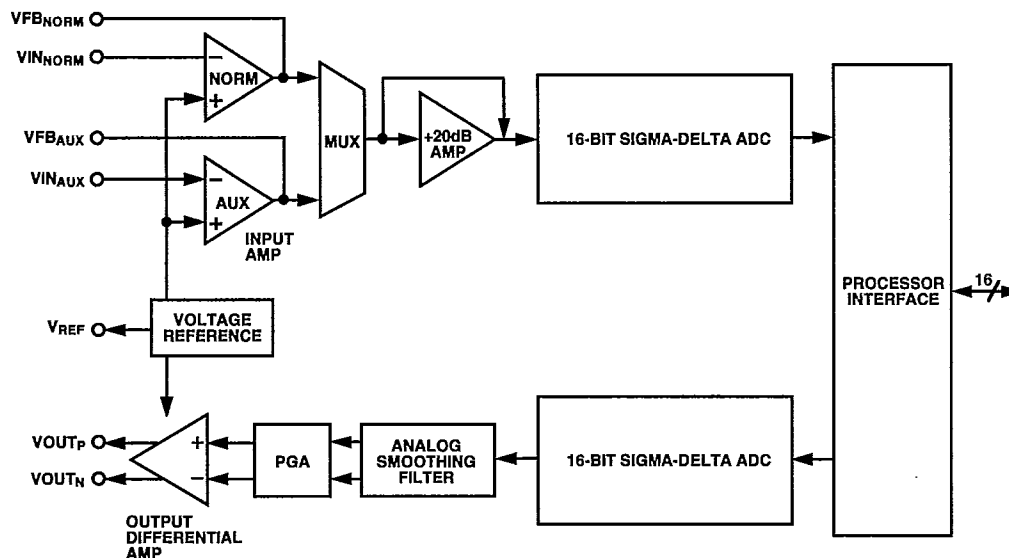 VFBNORM
VINNORM
−
NORM
+
VFBAUX
VINAUX
−
AUX
+
INPUT
AMP
MUX
+20dB
AMP
16-BIT SIGMA-DELTA ADC
PROCESSOR
INTERFACE
16
VREF
VOLTAGE
REFERENCE
VOUTP
VOUTN
+
−
OUTPUT
DIFFERENTIAL
AMP
PGA
ANALOG
SMOOTHING
FILTER
16-BIT SIGMA-DELTA ADC